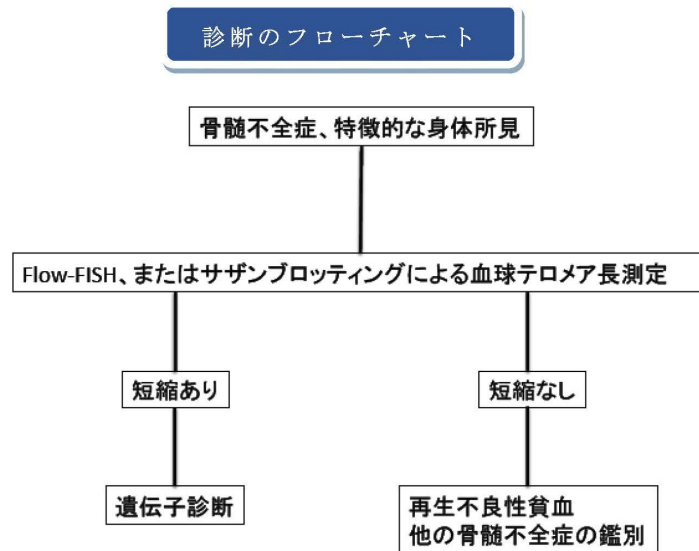 診断のフローチャート
骨髄不全症、特徴的な身体所見
Flow-FISH、またはサザンブロッティングによる血球テロメア長測定
短縮あり
短縮なし
遺伝子診断
再生不良性貧血
他の骨髄不全症の鑑別